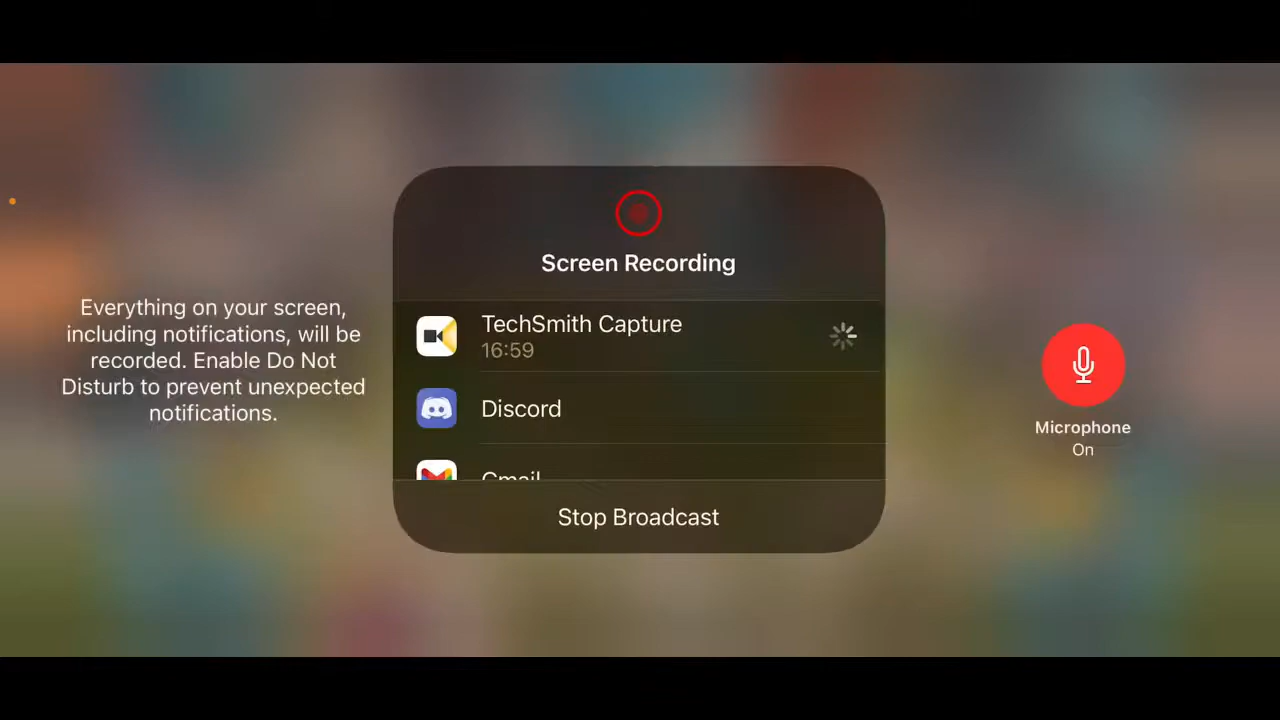 Everything on your screen,
including notifications, will be
recorded. Enable Do Not
Disturb to prevent unexpected
notifications.
Screen Recording
TechSmith Capture
16:59
Discord
Gmail
Stop Broadcast
Microphone
On